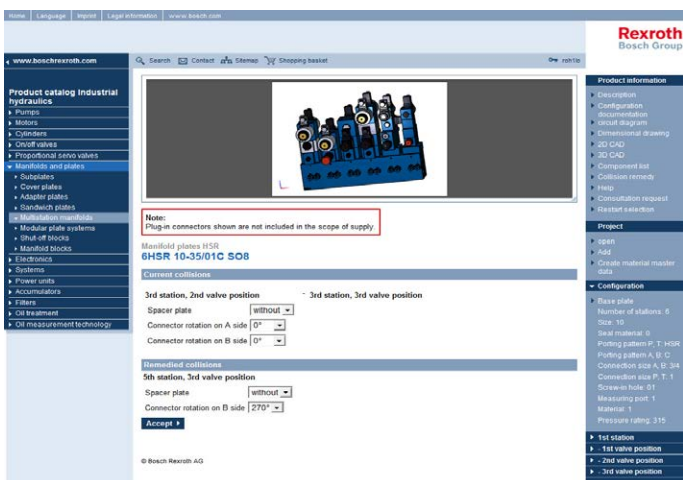 Home | Language | Imprint | Legal information | www.bosch.com
Rexroth
Bosch Group
www.boschrexroth.com
Search Contact Sitemap Shopping basket
Product catalog Industrial
hydraulics
Pumps
Motors
Cylinders
On/off valves
Proportional servo valves
Manifolds and plates
Subplates
Cover plates
Adapter plates
Sandwich plates
Multistation manifolds
Modular plate systems
Shut-off blocks
Manifold blocks
Electronics
Systems
Power units
Accumulators
Filters
Oil treatment
Oil measurement technology
Note:
Plug-in connectors shown are not included in the scope of supply.
Manifold plates HSR
6HSR 10-35/01C SO8
Current collisions
3rd station, 2nd valve position - 3rd station, 3rd valve position
Spacer plate without
Connector rotation on A side 0°
Connector rotation on B side 0°
Remedied collisions
5th station, 3rd valve position
Spacer plate without
Connector rotation on B side 270°
Accept
© Bosch Rexroth AG
Product information
Description
Configuration
documentation
circuit diagram
Dimensional drawing
2D CAD
3D CAD
Component list
Collision remedy
Help
Consultation request
Restart selection
Project
open
Add
Create material master
data
Configuration
Base plate
Number of stations: 6
Size: 10
Seal material: 0
Porting pattern P, T: HSR
Porting pattern A, B: C
Connection size A, B: 3/4
Connection size P, T: 1
Screw-in hole: 01
Measuring port: 1
Material: 1
Pressure rating: 315
1st station
- 1st valve position
- 2nd valve position
- 3rd valve position